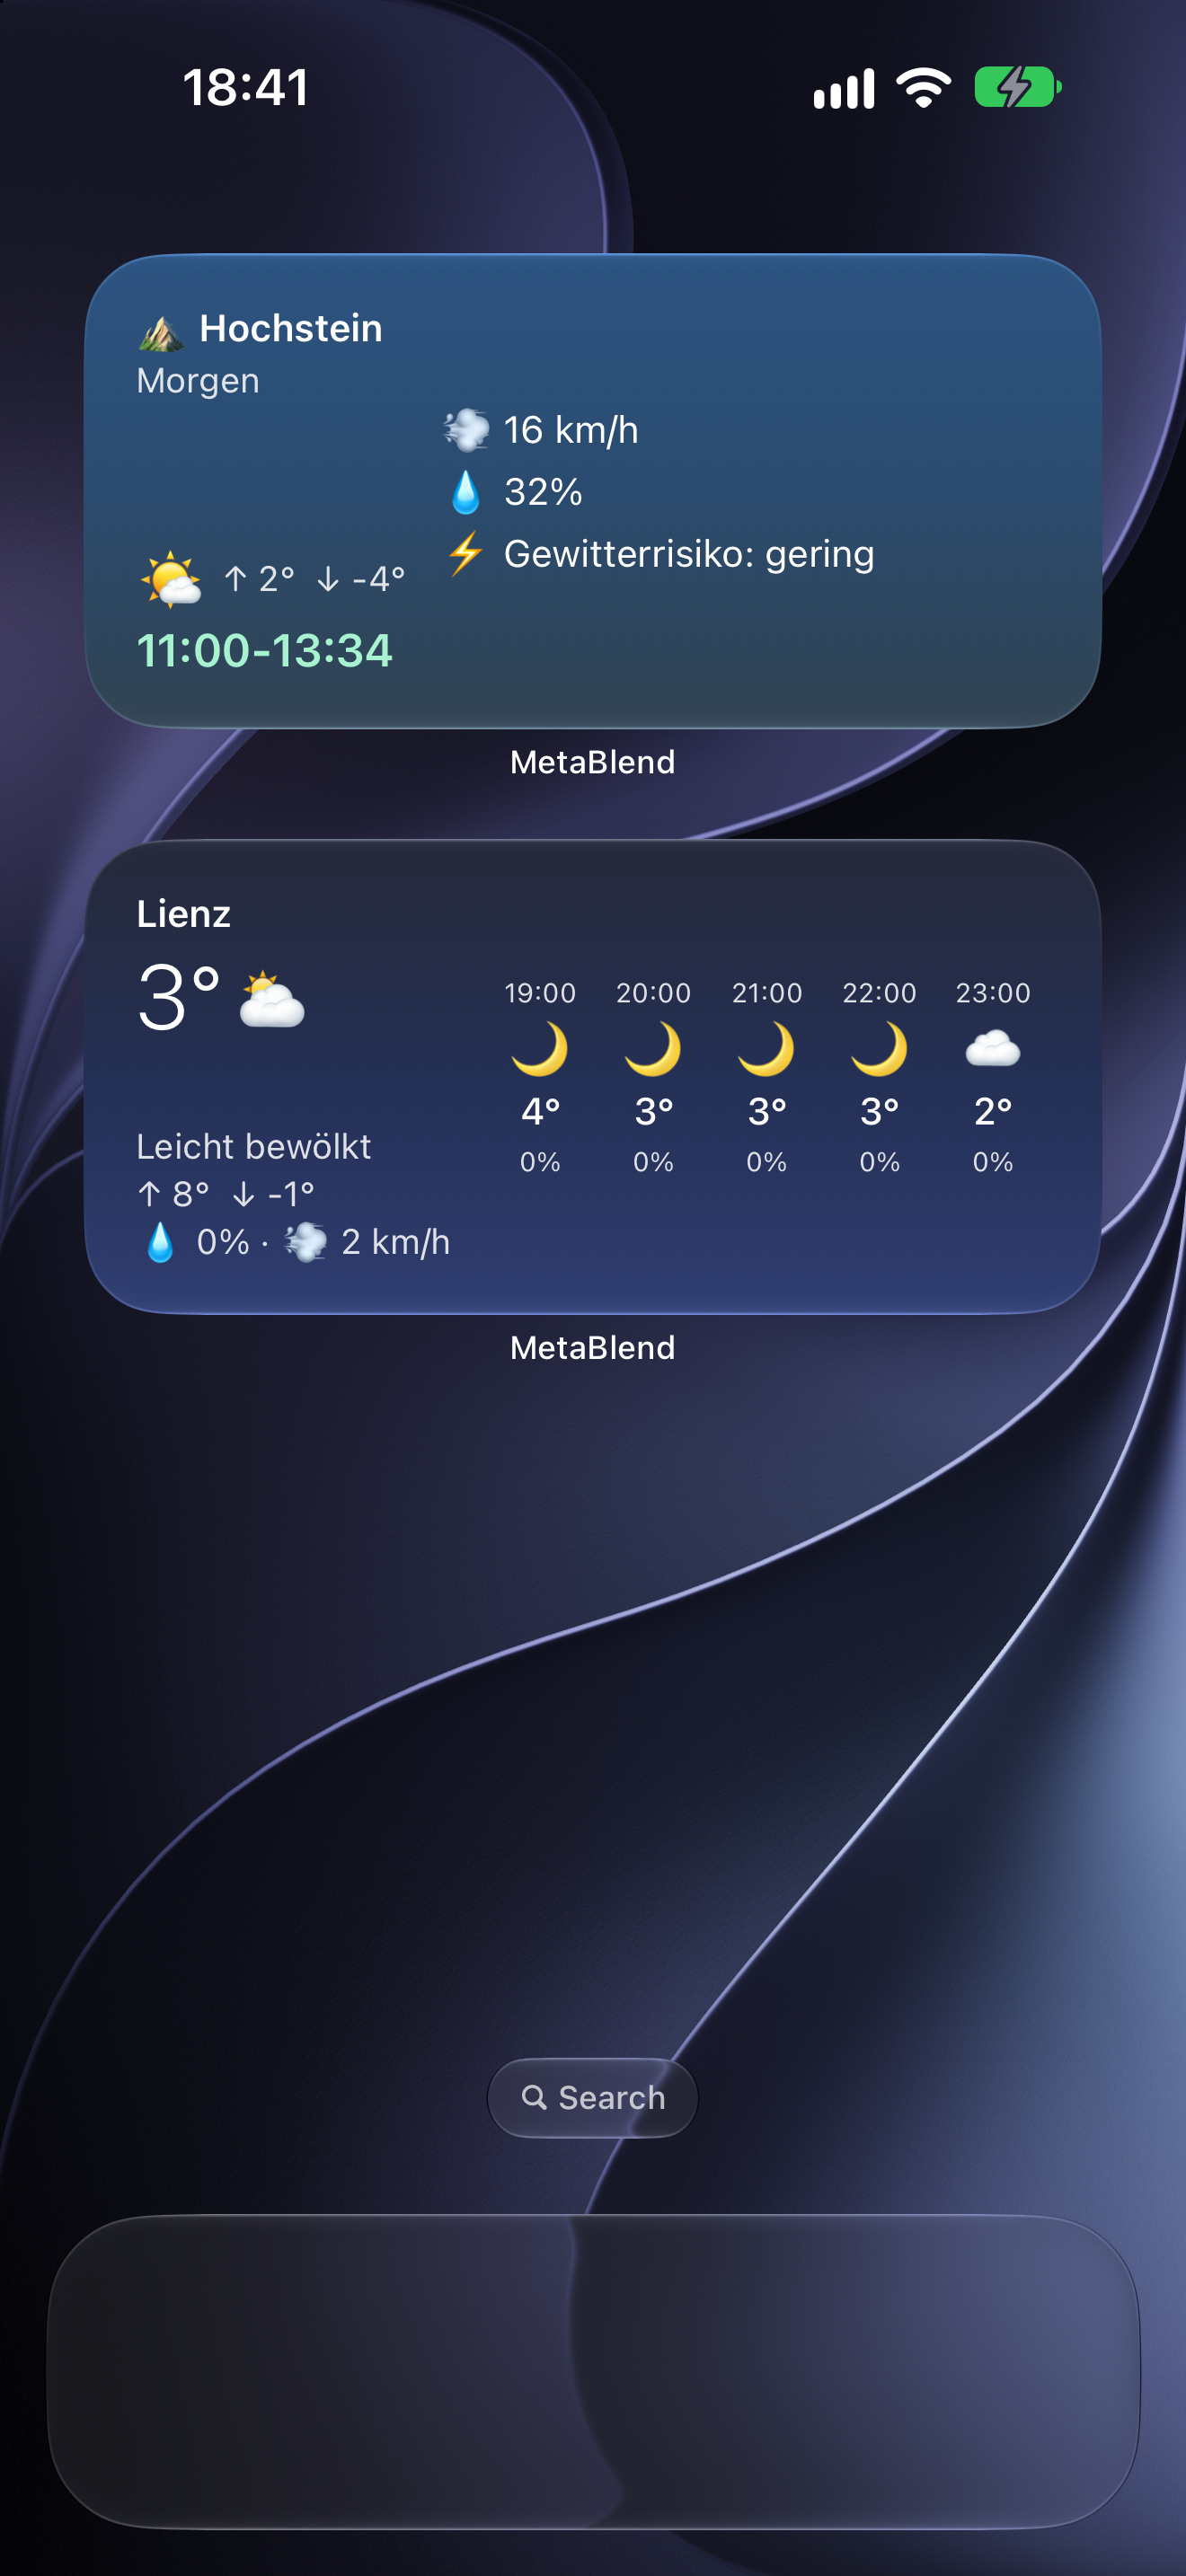 18:41
Hochstein
Morgen
16 km/h
32%
Gewitterrisiko: gering
↑ 2° ↓ -4°
11:00-13:34
MetaBlend
Lienz
3°
19:00 20:00 21:00 22:00 23:00
4° 3° 3° 3° 2°
0% 0% 0% 0% 0%
Leicht bewölkt
↑ 8° ↓ -1°
0% · 2 km/h
MetaBlend
Search